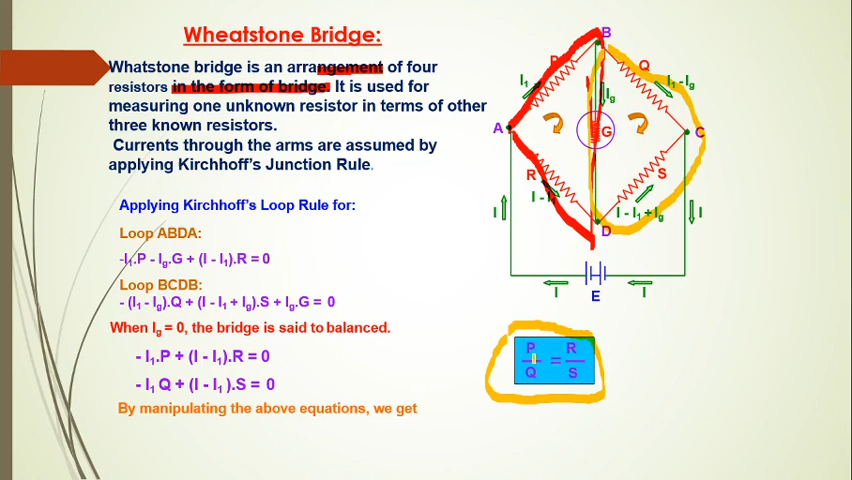 Wheatstone Bridge:
Whatstone bridge is an arrangement of four
resistors in the form of bridge. It is used for
measuring one unknown resistor in terms of other
three known resistors.
Currents through the arms are assumed by
applying Kirchhoff's Junction Rule.
Applying Kirchhoff's Loop Rule for:
Loop ABDA:
-I₁.P - Ig.G + (I - I₁).R = 0
Loop BCDB:
- (I₁ - Ig).Q + (I - I₁ + Ig).S + Ig.G = 0
When Ig = 0, the bridge is said to balanced.
- I₁.P + (I - I₁).R = 0
- I₁ Q + (I - I₁ ).S = 0
By manipulating the above equations, we get
B
P
Q
I₁
I₁ - Ig
Ig
A
G
C
R
S
I - I₁ + Ig
D
I
I
E
I
I
P
R
=
Q
S